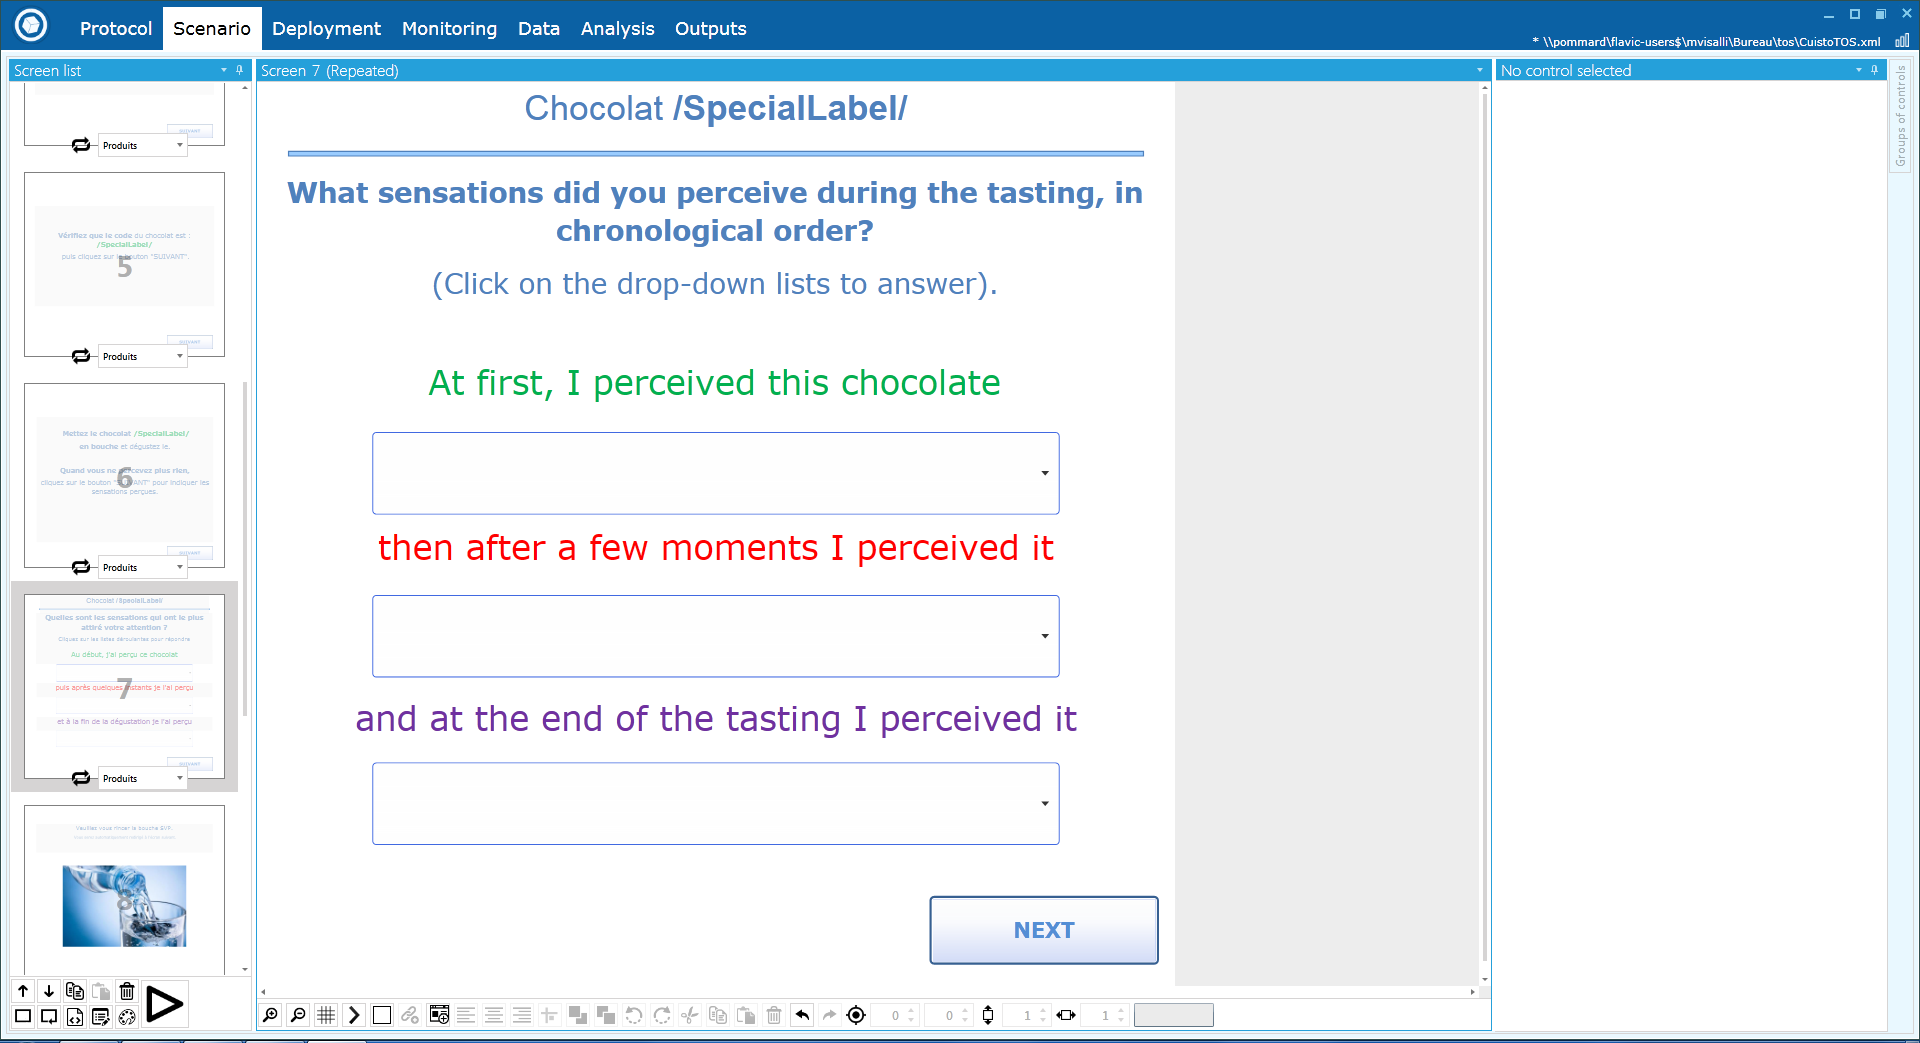 Protocol Scenario Deployment Monitoring Data Analysis Outputs
* \\pommard\flavic-users$\mvisalli\Bureau\tos\CuistoTOS.xml
Screen list
SUIVANT
Produits
Vérifiez que le code du chocolat est :
/SpecialLabel/
puis cliquez sur le bouton "SUIVANT".
5
SUIVANT
Produits
Mettez le chocolat /SpecialLabel/
en bouche et dégustez le.
Quand vous ne percevez plus rien,
cliquez sur le bouton "SUIVANT" pour indiquer les
sensations perçues.
6
SUIVANT
Produits
Chocolat /SpecialLabel/
Quelles sont les sensations qui ont le plus
attiré votre attention ?
Cliquez sur les listes déroulantes pour répondre
Au début, j'ai perçu ce chocolat
7
puis après quelques instants je l'ai perçu
et à la fin de la dégustation je l'ai perçu
SUIVANT
Produits
Veuillez vous rincer la bouche SVP.
8
Screen 7 (Repeated)
Chocolat /SpecialLabel/
What sensations did you perceive during the tasting, in
chronological order?
(Click on the drop-down lists to answer).
At first, I perceived this chocolate
then after a few moments I perceived it
and at the end of the tasting I perceived it
NEXT
0 0 1 1
No control selected
Groups of controls